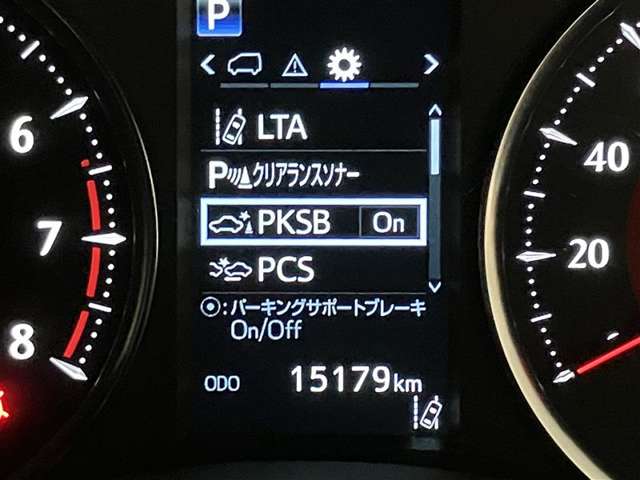 P
LTA
P クリアランスソナー
PKSB On
PCS
⦿:パーキングサポートブレーキ
On/Off
ODO 15179km
6
7
8
40
20